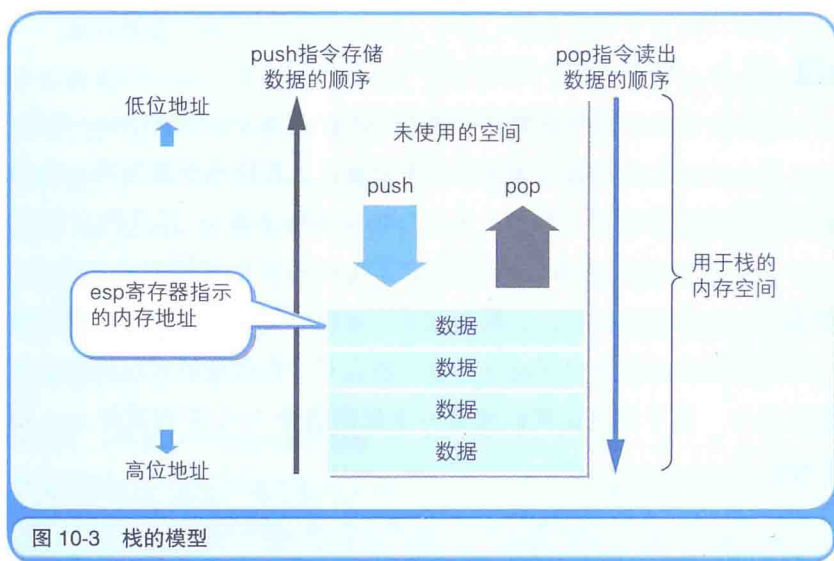 push指令存储
数据的顺序
pop指令读出
数据的顺序
低位地址
未使用的空间
push
pop
用于栈的
内存空间
esp寄存器指示
的内存地址
数据
数据
数据
数据
高位地址
图 10-3 栈的模型